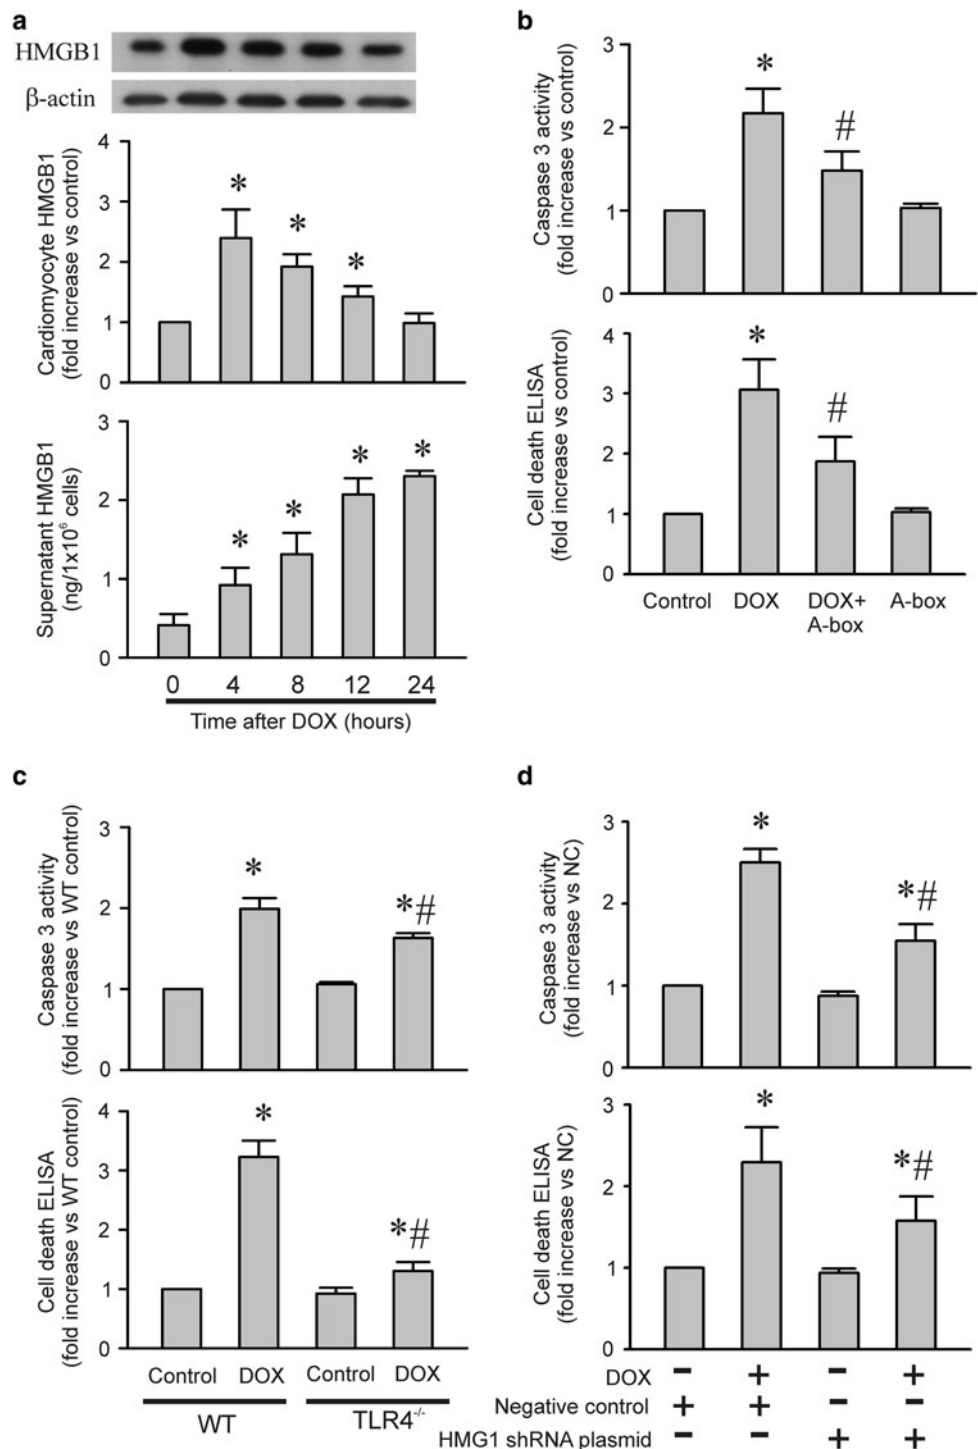 a
HMGB1
β-actin
Cardiomyocyte HMGB1
(fold increase vs control)
4
3
2
1
0
*
*
*
Supernatant HMGB1
(ng/1x10⁶ cells)
3
2
1
0
*
*
*
*
0 4 8 12 24
Time after DOX (hours)
b
Caspase 3 activity
(fold increase vs control)
3
2
1
0
*
#
Cell death ELISA
(fold increase vs control)
4
3
2
1
0
*
#
Control DOX DOX+ A-box
A-box
c
Caspase 3 activity
(fold increase vs WT control)
3
2
1
0
*
*#
Cell death ELISA
(fold increase vs WT control)
4
3
2
1
0
*
*#
Control DOX Control DOX
WT TLR4⁻/⁻
d
Caspase 3 activity
(fold increase vs NC)
3
2
1
0
*
*#
Cell death ELISA
(fold increase vs NC)
3
2
1
0
*
*#
DOX - + - +
Negative control + + - -
HMG1 shRNA plasmid - - + +